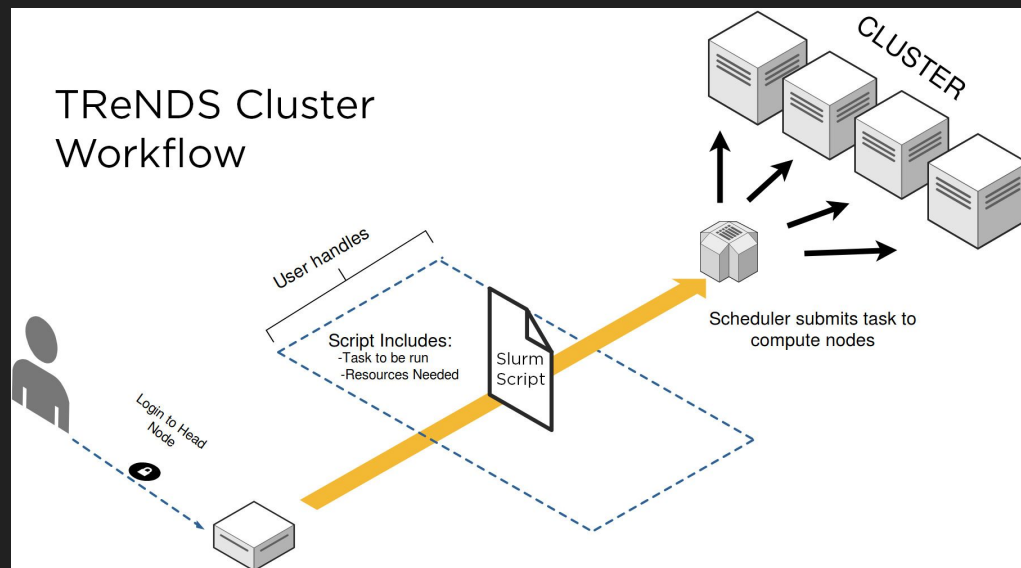 TReNDS Cluster
Workflow
CLUSTER
User handles
Script Includes:
-Task to be run
-Resources Needed
Slurm
Script
Scheduler submits task to
compute nodes
Login to Head
Node